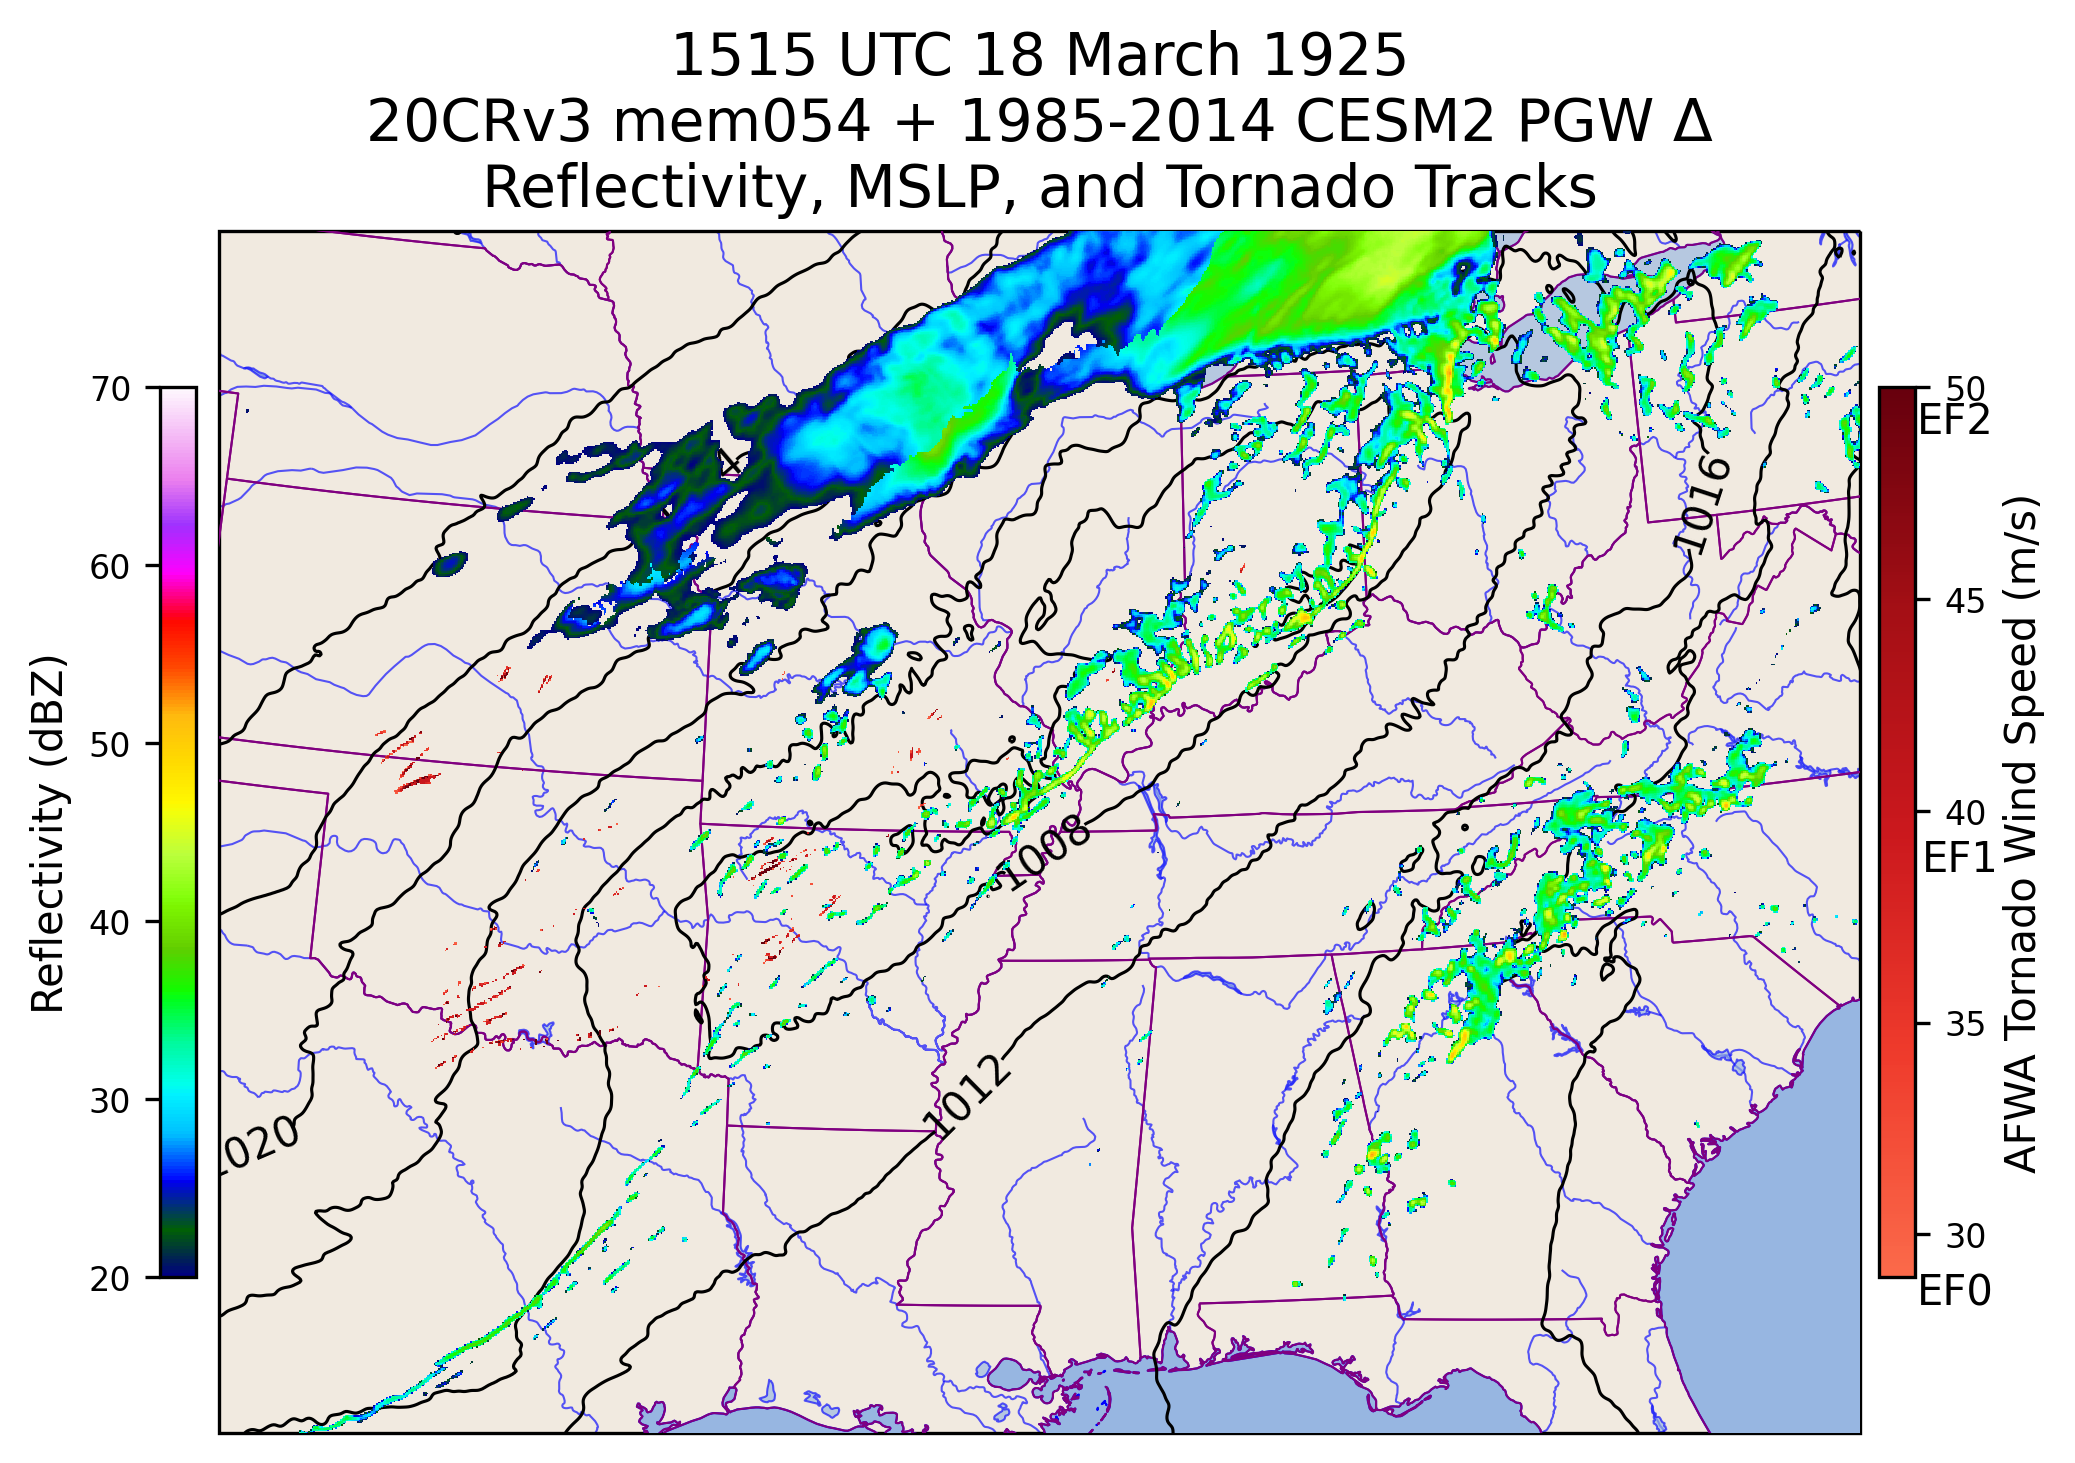 1515 UTC 18 March 1925
20CRv3 mem054 + 1985-2014 CESM2 PGW Δ
Reflectivity, MSLP, and Tornado Tracks
70
60
50
40
30
20
Reflectivity (dBZ)
1016
1008
1012
1020
50
EF2
45
40
EF1
35
30
EF0
AFWA Tornado Wind Speed (m/s)